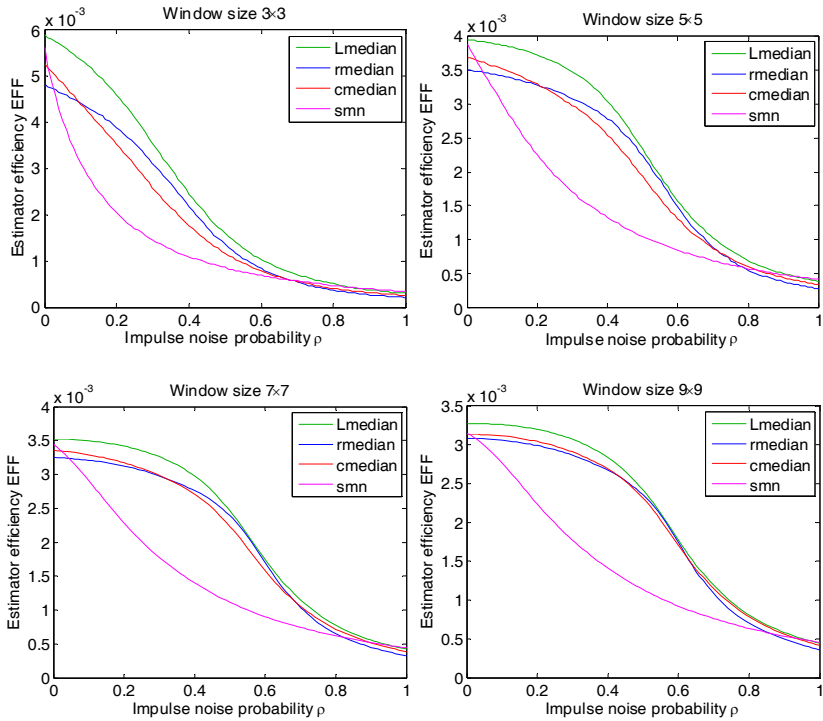 Window size 3×3
x 10⁻³
6
5
4
3
2
1
0
Estimator efficiency EFF
0
0.2
0.4
0.6
0.8
1
Impulse noise probability ρ
Lmedian
rmedian
cmedian
smn
Window size 5×5
x 10⁻³
4
3.5
3
2.5
2
1.5
1
0.5
0
Estimator efficiency EFF
0
0.2
0.4
0.6
0.8
1
Impulse noise probability ρ
Lmedian
rmedian
cmedian
smn
Window size 7×7
x 10⁻³
4
3.5
3
2.5
2
1.5
1
0.5
0
Estimator efficiency EFF
0
0.2
0.4
0.6
0.8
1
Impulse noise probability ρ
Lmedian
rmedian
cmedian
smn
Window size 9×9
x 10⁻³
3.5
3
2.5
2
1.5
1
0.5
0
Estimator efficiency EFF
0
0.2
0.4
0.6
0.8
1
Impulse noise probability ρ
Lmedian
rmedian
cmedian
smn